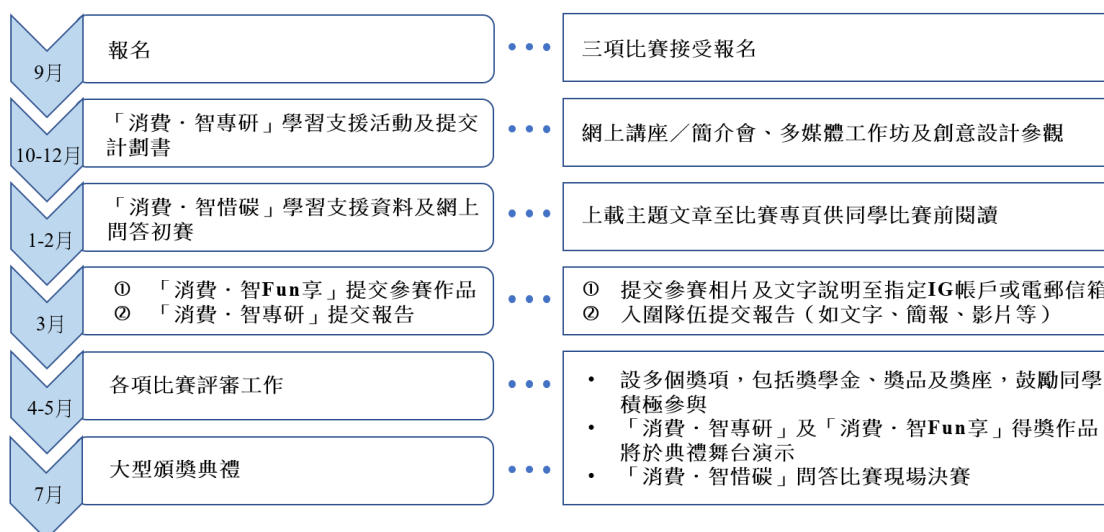 9月
報名
三項比賽接受報名
10-12月
「消費．智專研」學習支援活動及提交
計劃書
網上講座／簡介會、多媒體工作坊及創意設計參觀
1-2月
「消費．智惜碳」學習支援資料及網上
問答初賽
上載主題文章至比賽專頁供同學比賽前閱讀
3月
① 「消費．智Fun享」提交參賽作品
② 「消費．智專研」提交報告
① 提交參賽相片及文字說明至指定IG帳戶或電郵信箱
② 入圍隊伍提交報告（如文字、簡報、影片等）
4-5月
各項比賽評審工作
7月
大型頒獎典禮
• 設多個獎項，包括獎學金、獎品及獎座，鼓勵同學
積極參與
• 「消費．智專研」及「消費．智Fun享」得獎作品
將於典禮舞台演示
• 「消費．智惜碳」問答比賽現場決賽